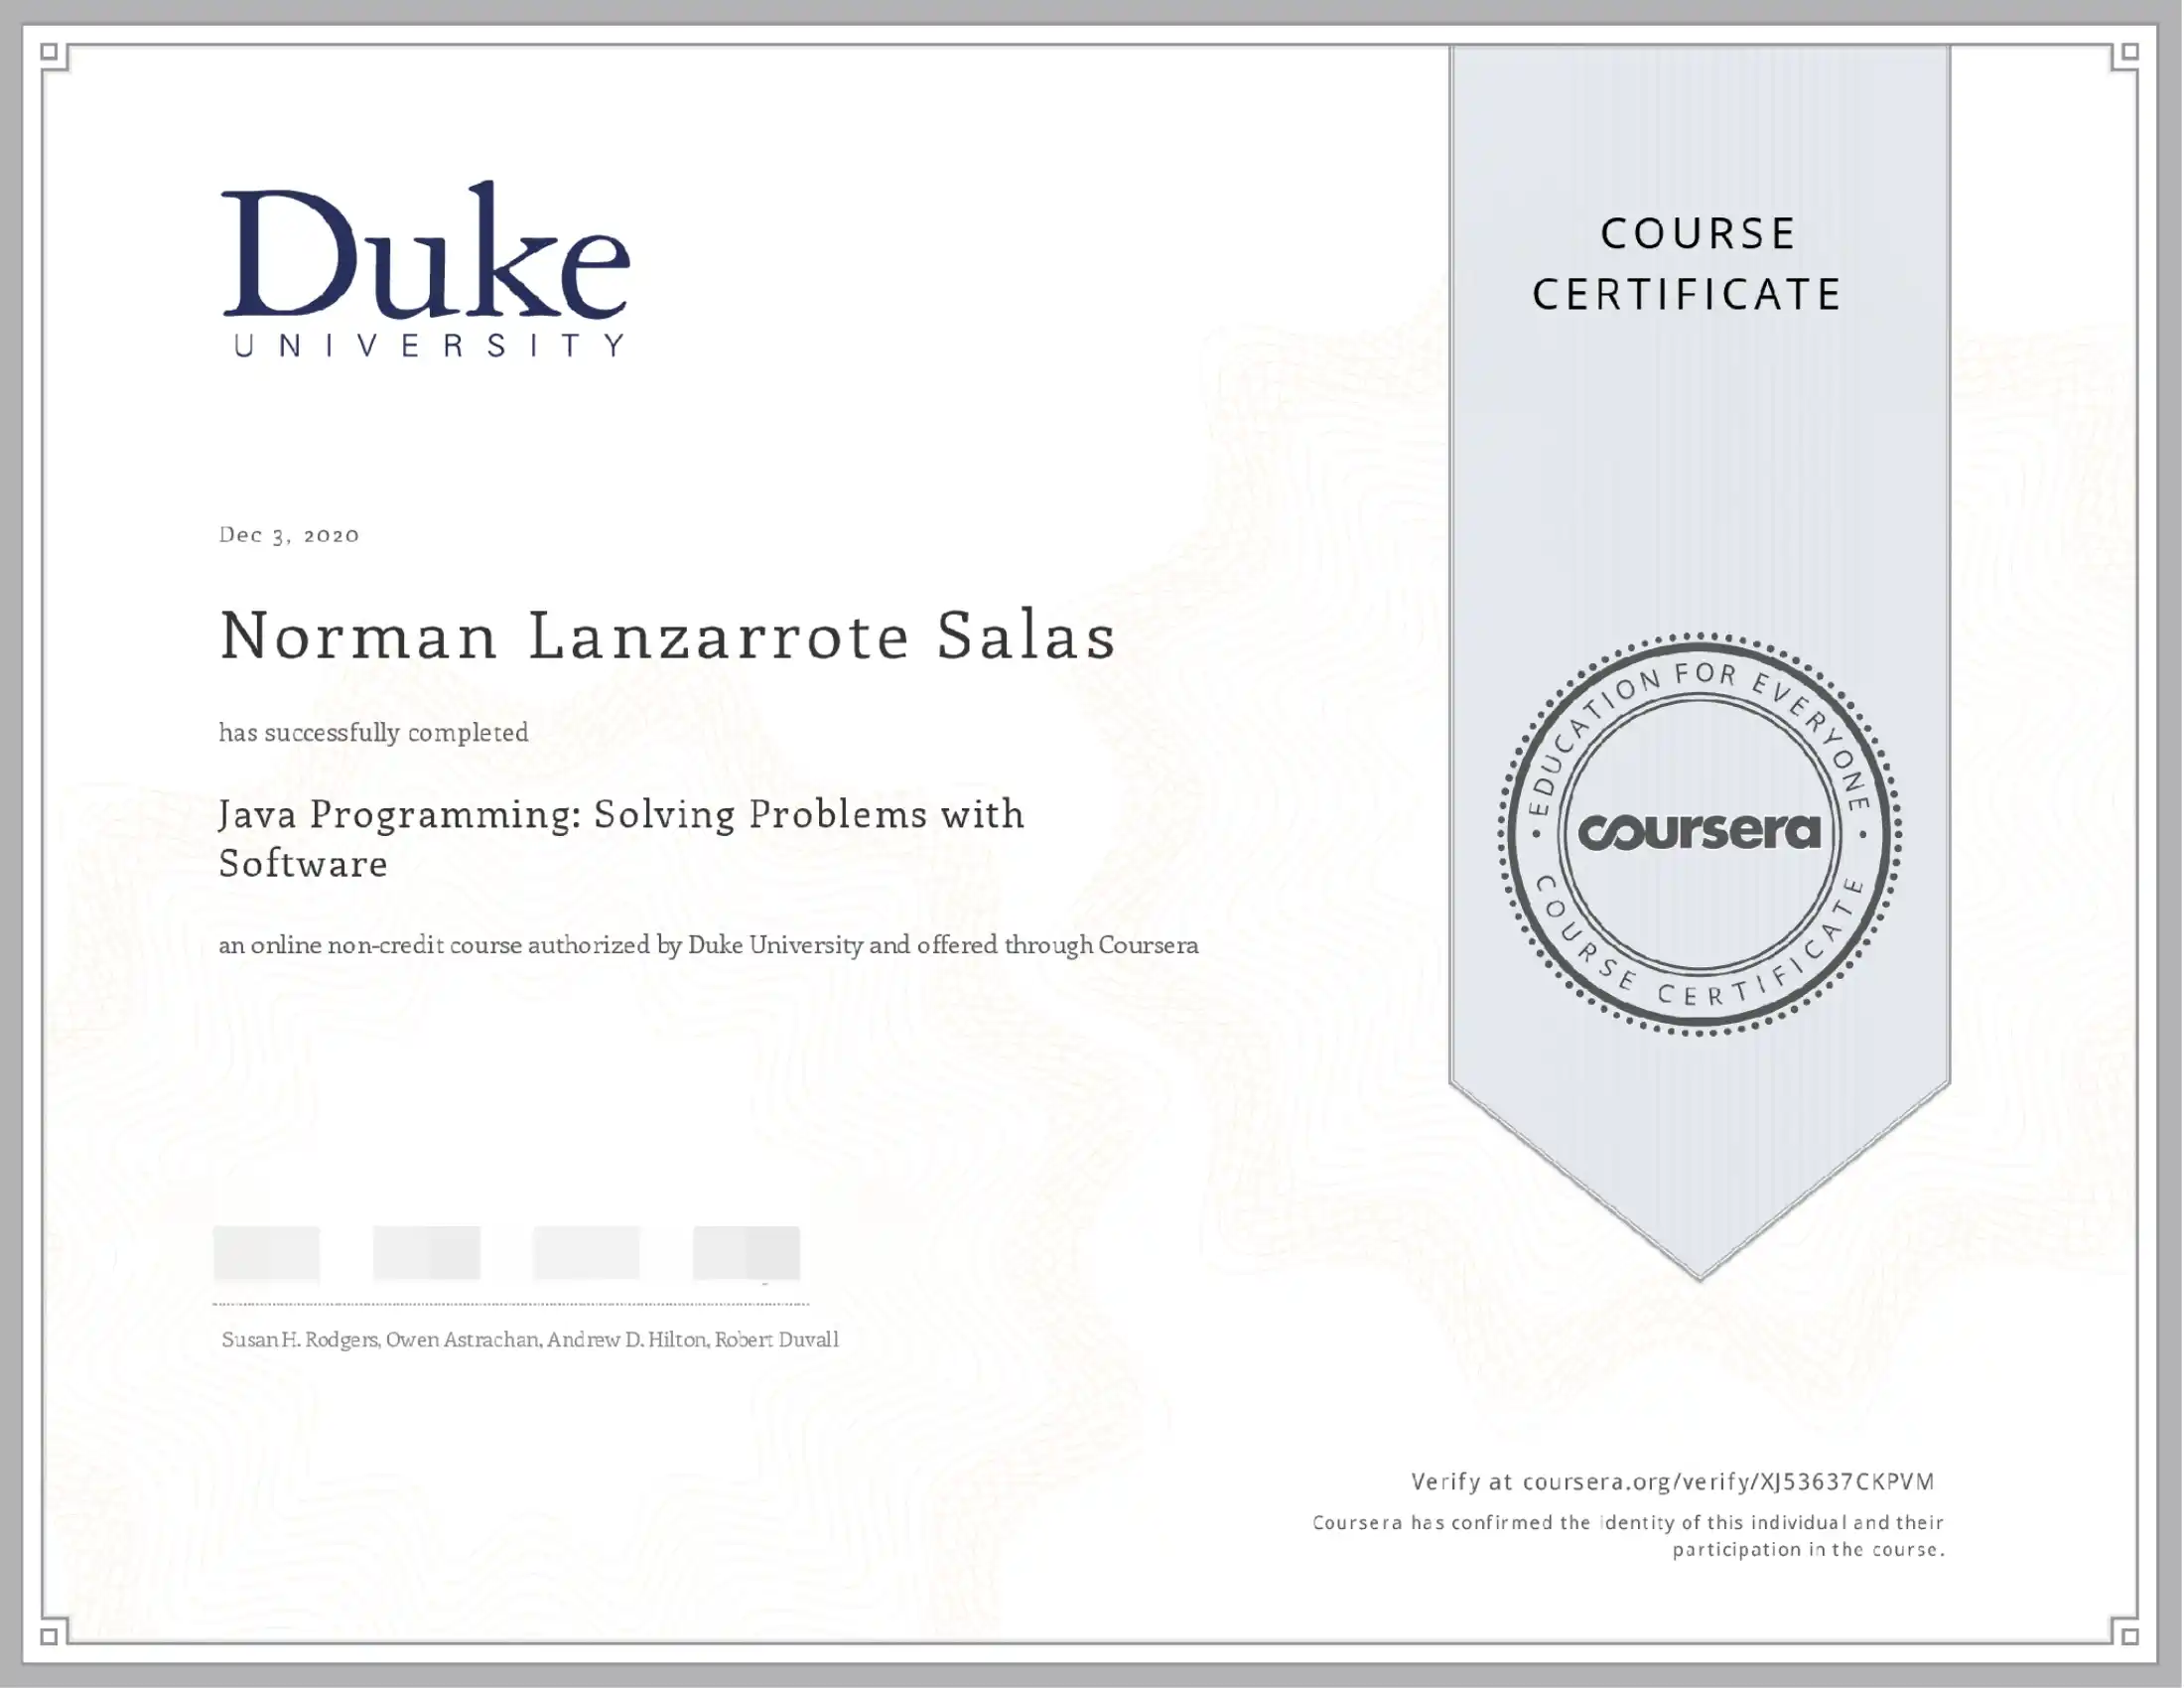 Duke
UNIVERSITY
COURSE
CERTIFICATE
Dec 3, 2020
Norman Lanzarrote Salas
has successfully completed
Java Programming: Solving Problems with
Software
an online non-credit course authorized by Duke University and offered through Coursera
EDUCATION FOR EVERYONE
coursera
COURSE CERTIFICATE
Susan H. Rodgers, Owen Astrachan, Andrew D. Hilton, Robert Duvall
Verify at coursera.org/verify/XJ53637CKPVM
Coursera has confirmed the identity of this individual and their
participation in the course.